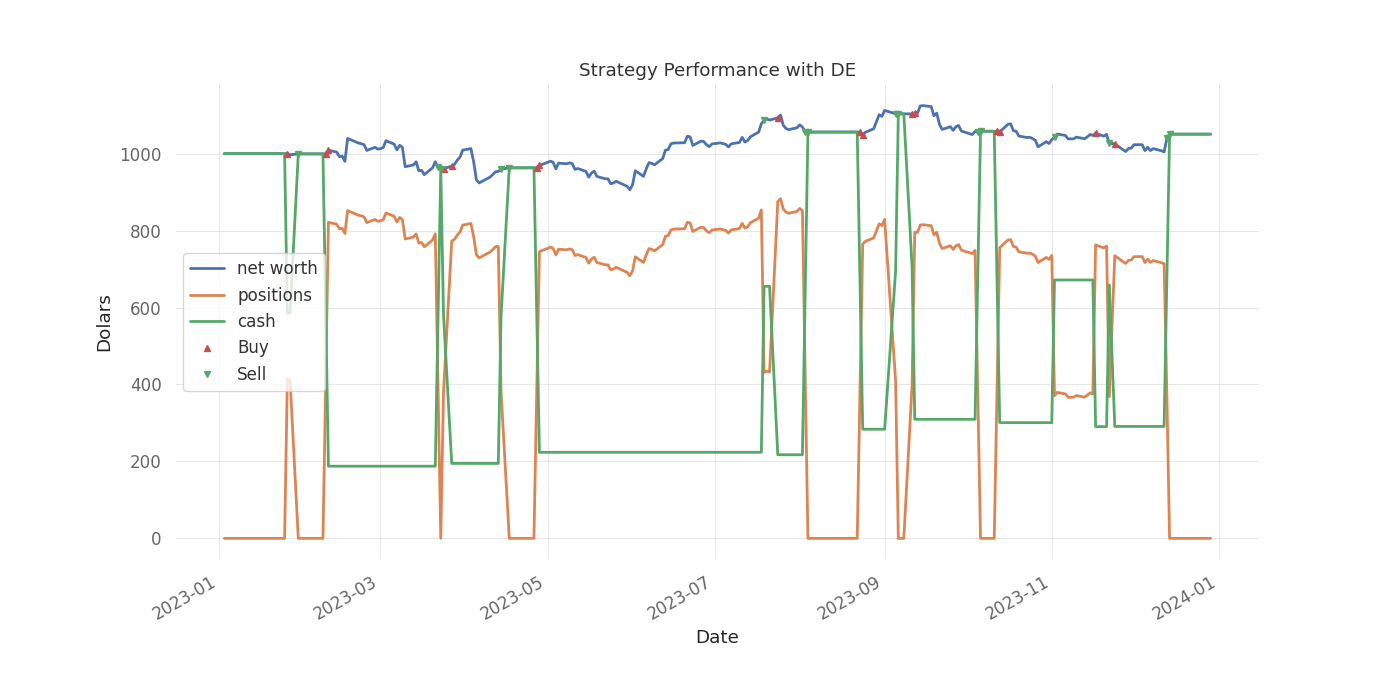 Strategy Performance with DE
1000
800
600
400
200
0
Dolars
net worth
positions
cash
Buy
Sell
2023-01
2023-03
2023-05
2023-07
2023-09
2023-11
2024-01
Date